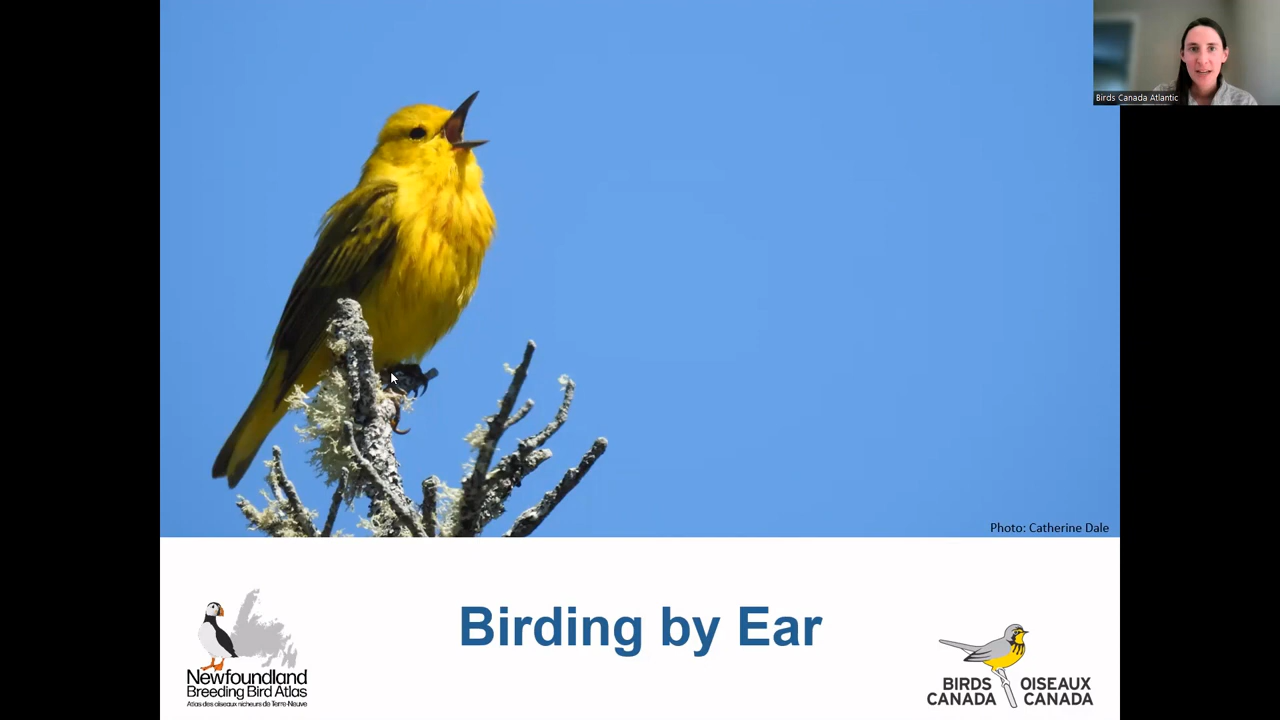 Birds Canada Atlantic
Photo: Catherine Dale
Birding by Ear
Newfoundland
Breeding Bird Atlas
Atlas des oiseaux nicheurs de Terre-Neuve
BIRDS OISEAUX
CANADA CANADA